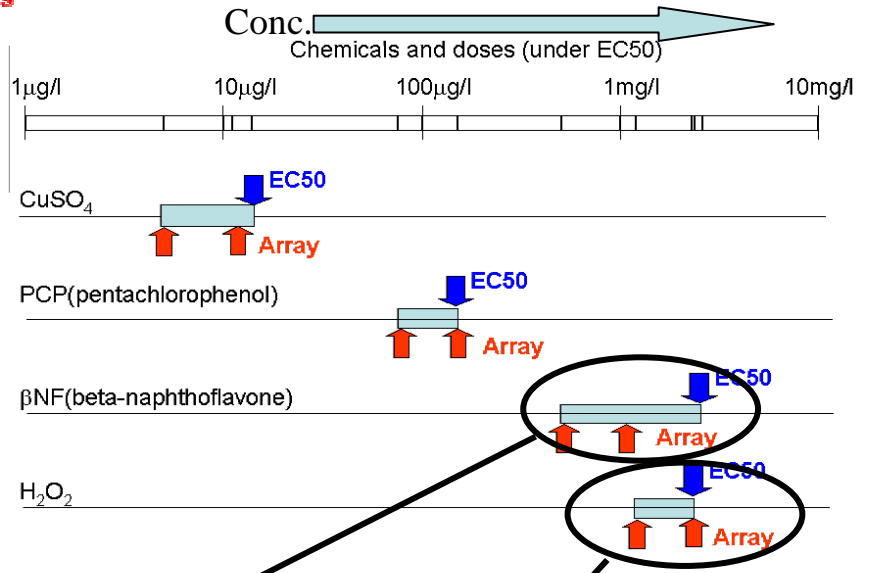 Conc.
Chemicals and doses (under EC50)
1μg/l 10μg/l 100μg/l 1mg/l 10mg/l
EC50
CuSO₄
Array
EC50
PCP(pentachlorophenol)
Array
EC50
βNF(beta-naphthoflavone)
Array
EC50
H₂O₂
Array